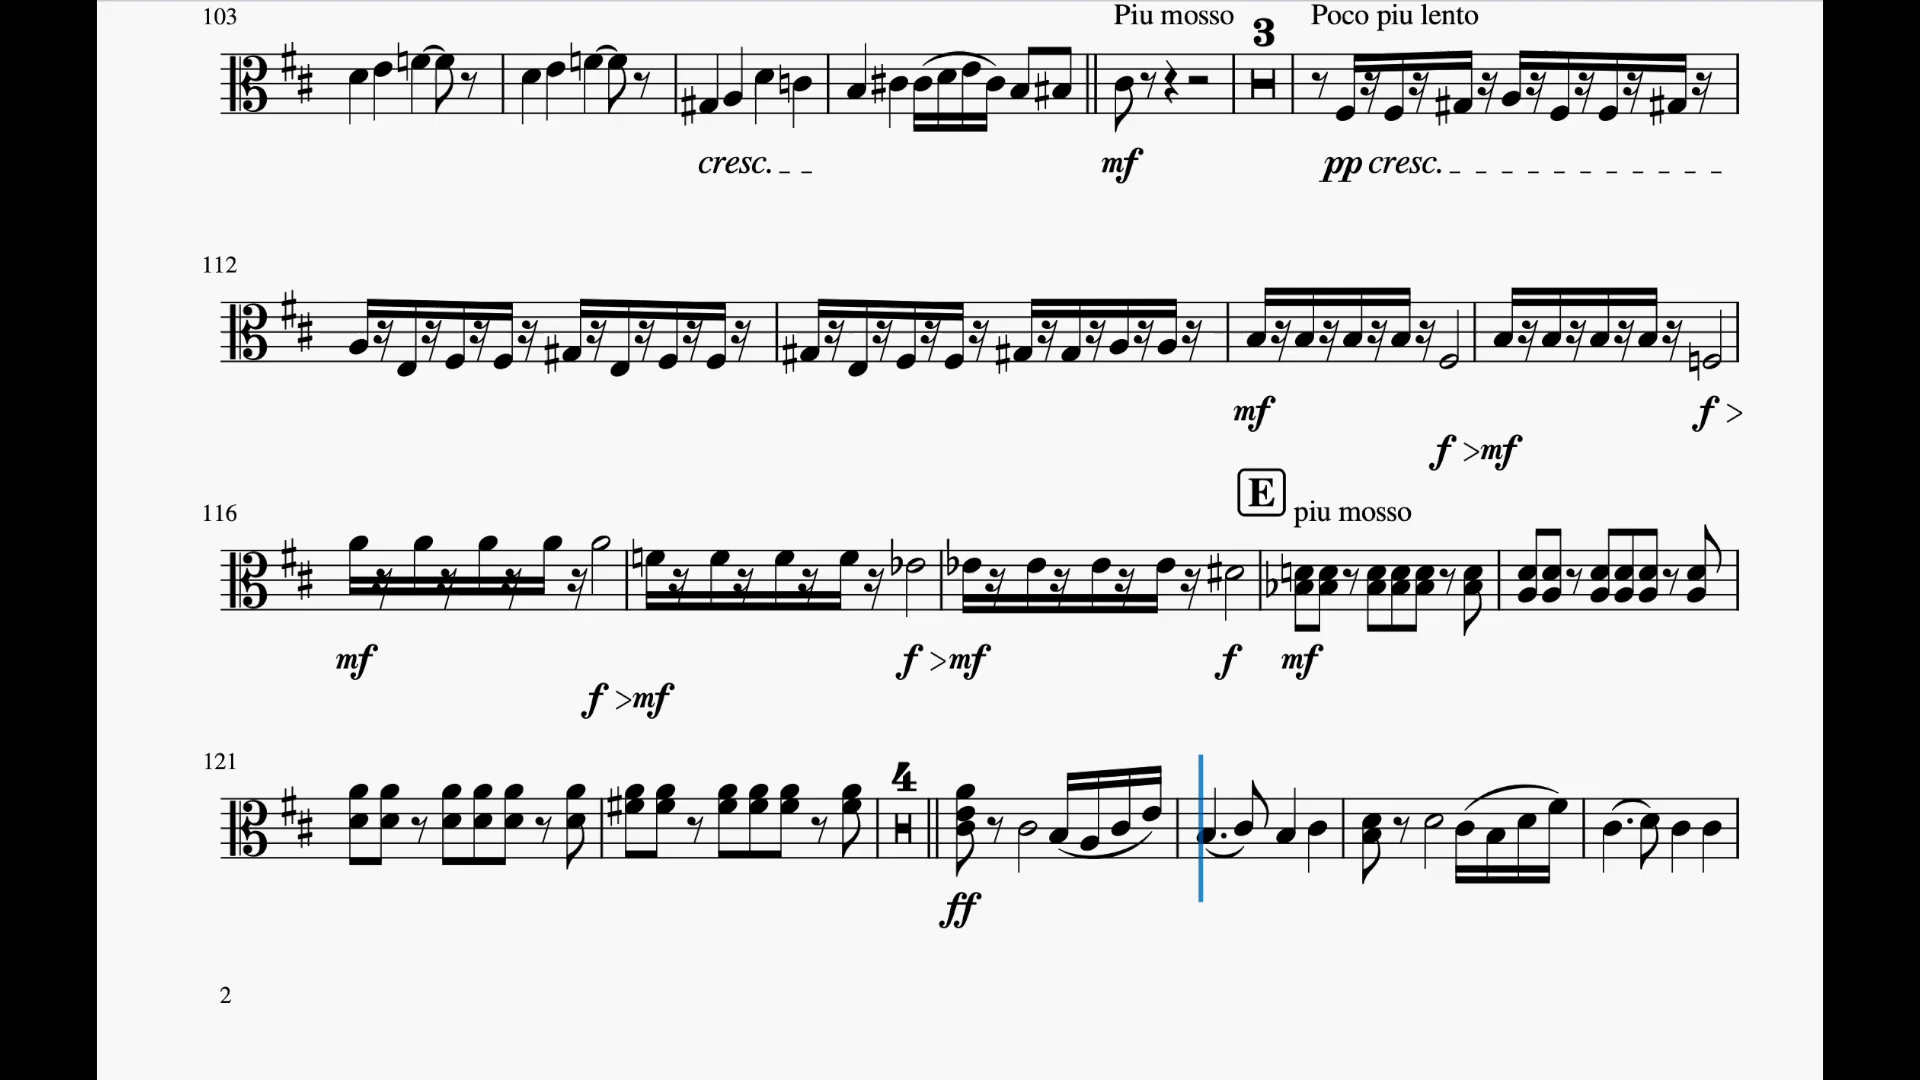 103
Piu mosso
3
Poco piu lento
cresc.
mf
pp cresc.
112
mf
f
f mf
E
116
piu mosso
mf
f mf
f
mf
f mf
121
4
ff
2